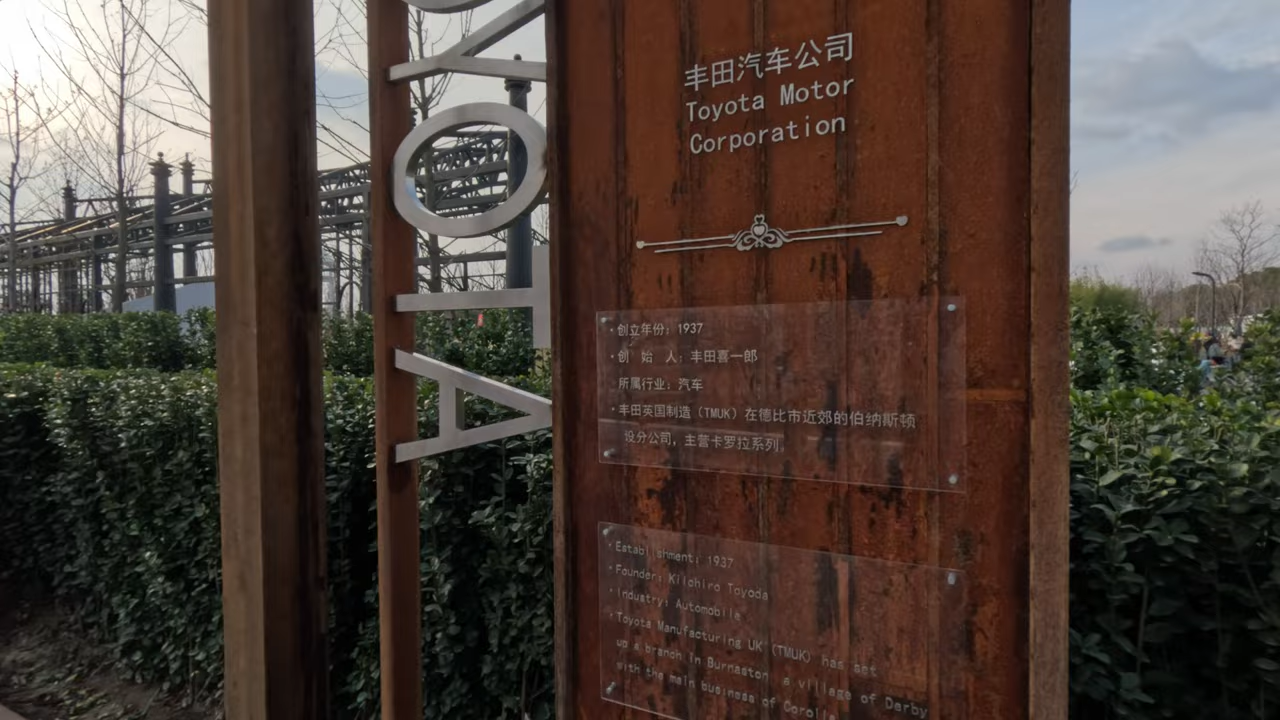 丰田汽车公司
Toyota Motor
Corporation
YOTA
·创立年份：1937
·创 始 人：丰田喜一郎
所属行业：汽车
·丰田英国制造（TMUK）在德比市近郊的伯纳斯顿
设分公司，主营卡罗拉系列。
·Establishment: 1937
·Founder: Kiichiro Toyoda
·Industry: Automobile
·Toyota Manufacturing UK (TMUK) has set
up a branch in Burnaston, a village of Derby
with the main business of Corolla